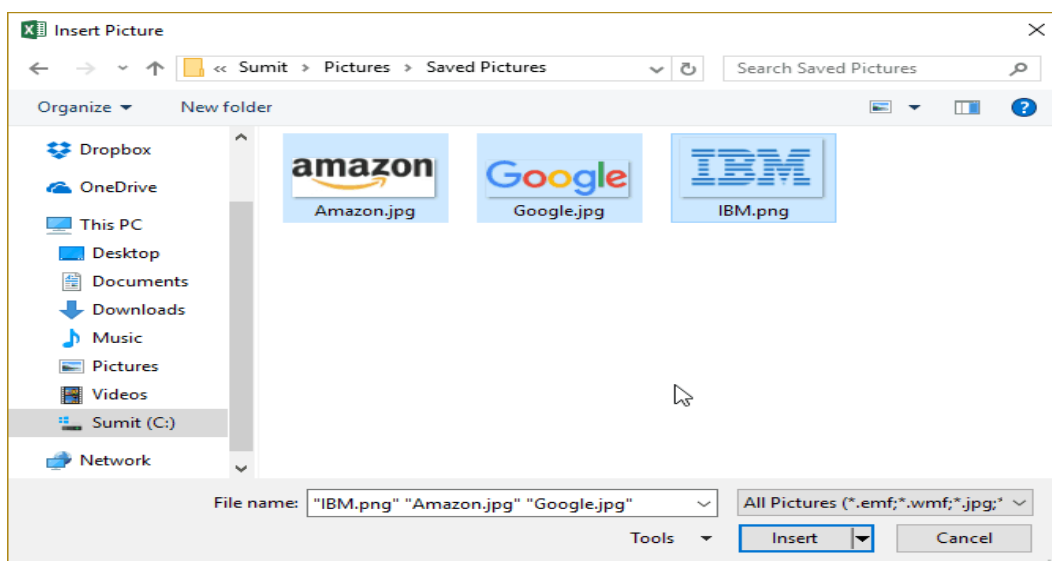 Insert Picture
« Sumit > Pictures > Saved Pictures
Search Saved Pictures
Organize
New folder
?
Dropbox
OneDrive
This PC
Desktop
Documents
Downloads
Music
Pictures
Videos
Sumit (C:)
Network
amazon
Amazon.jpg
Google
Google.jpg
IBM
IBM.png
File name: "IBM.png" "Amazon.jpg" "Google.jpg"
All Pictures (*.emf;*.wmf;*.jpg;*
Tools
Insert
Cancel